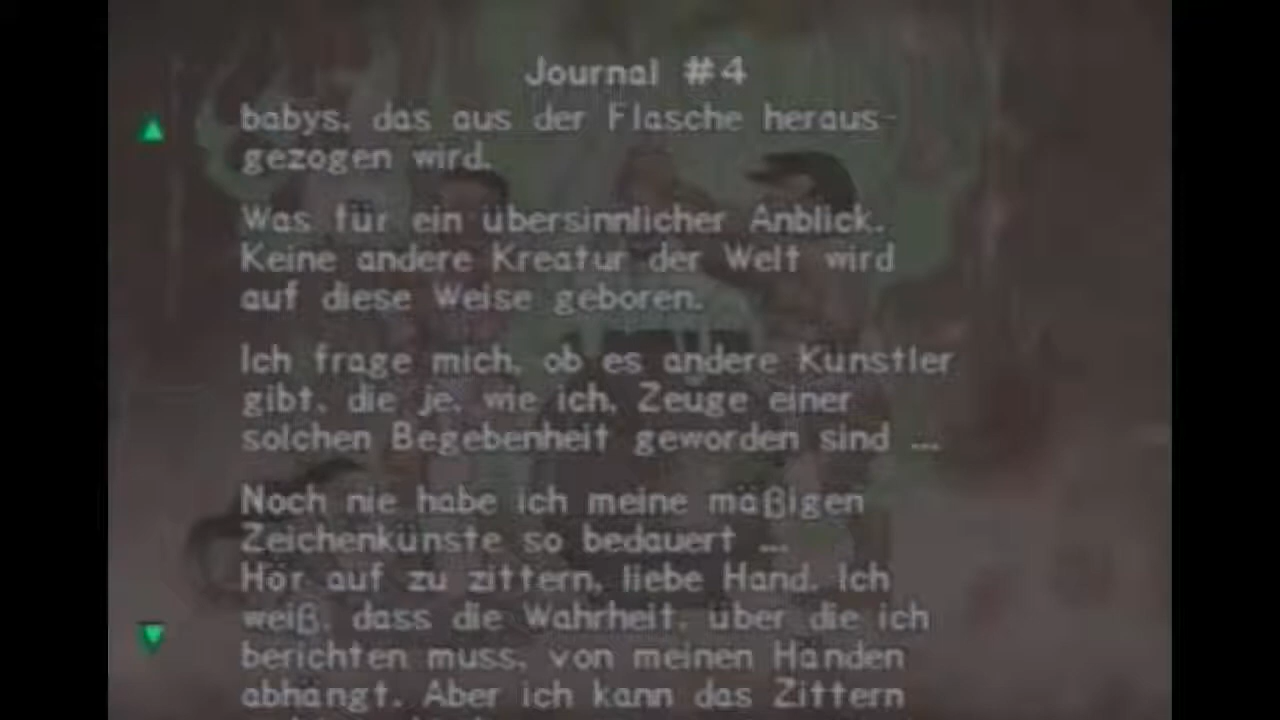 Journal #4
babys, das aus der Flasche heraus-
gezogen wird.
Was für ein übersinnlicher Anblick.
Keine andere Kreatur der Welt wird
auf diese Weise geboren.
Ich frage mich, ob es andere Künstler
gibt, die je, wie ich, Zeuge einer
solchen Begebenheit geworden sind ...
Noch nie habe ich meine mäßigen
Zeichenkünste so bedauert ...
Hör auf zu zittern, liebe Hand. Ich
weiß, dass die Wahrheit, über die ich
berichten muss, von meinen Händen
abhängt. Aber ich kann das Zittern